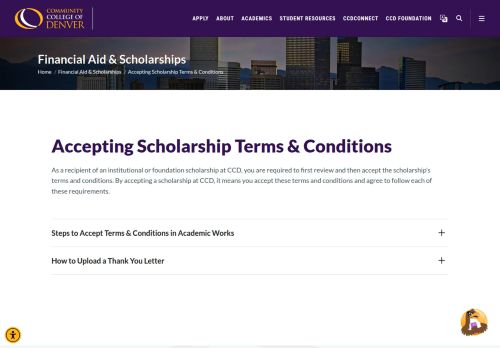 COMMUNITY
COLLEGE OF
DENVER
APPLY ABOUT ACADEMICS STUDENT RESOURCES CCDCONNECT CCD FOUNDATION
Financial Aid & Scholarships
Home / Financial Aid & Scholarships / Accepting Scholarship Terms & Conditions
Accepting Scholarship Terms & Conditions
As a recipient of an institutional or foundation scholarship at CCD, you are required to first review and then accept the scholarship's
terms and conditions. By accepting a scholarship at CCD, it means you accept these terms and conditions and agree to follow each of
these requirements.
Steps to Accept Terms & Conditions in Academic Works
How to Upload a Thank You Letter